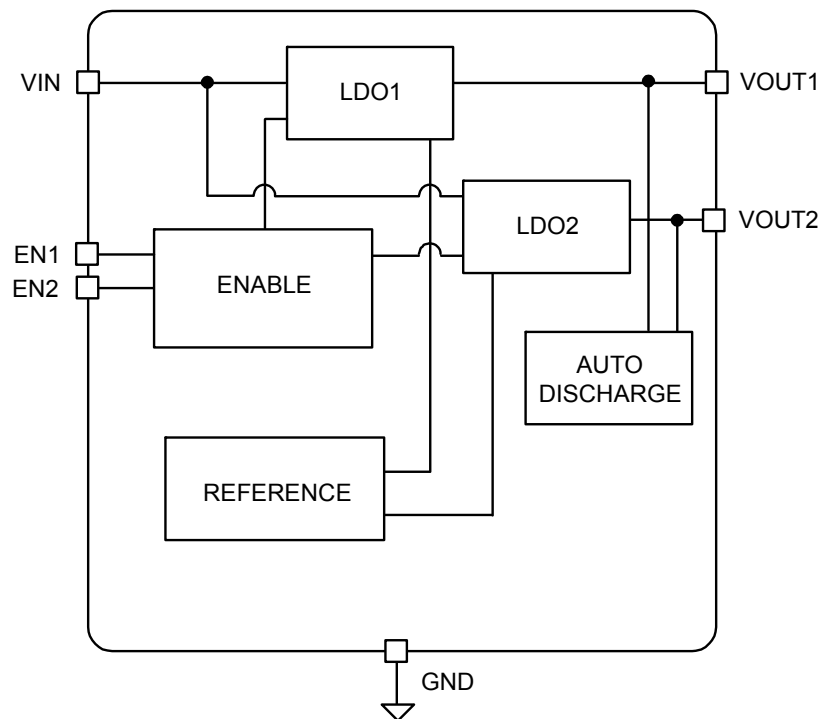 VIN
LDO1
VOUT1
LDO2
VOUT2
EN1
EN2
ENABLE
AUTO
DISCHARGE
REFERENCE
GND